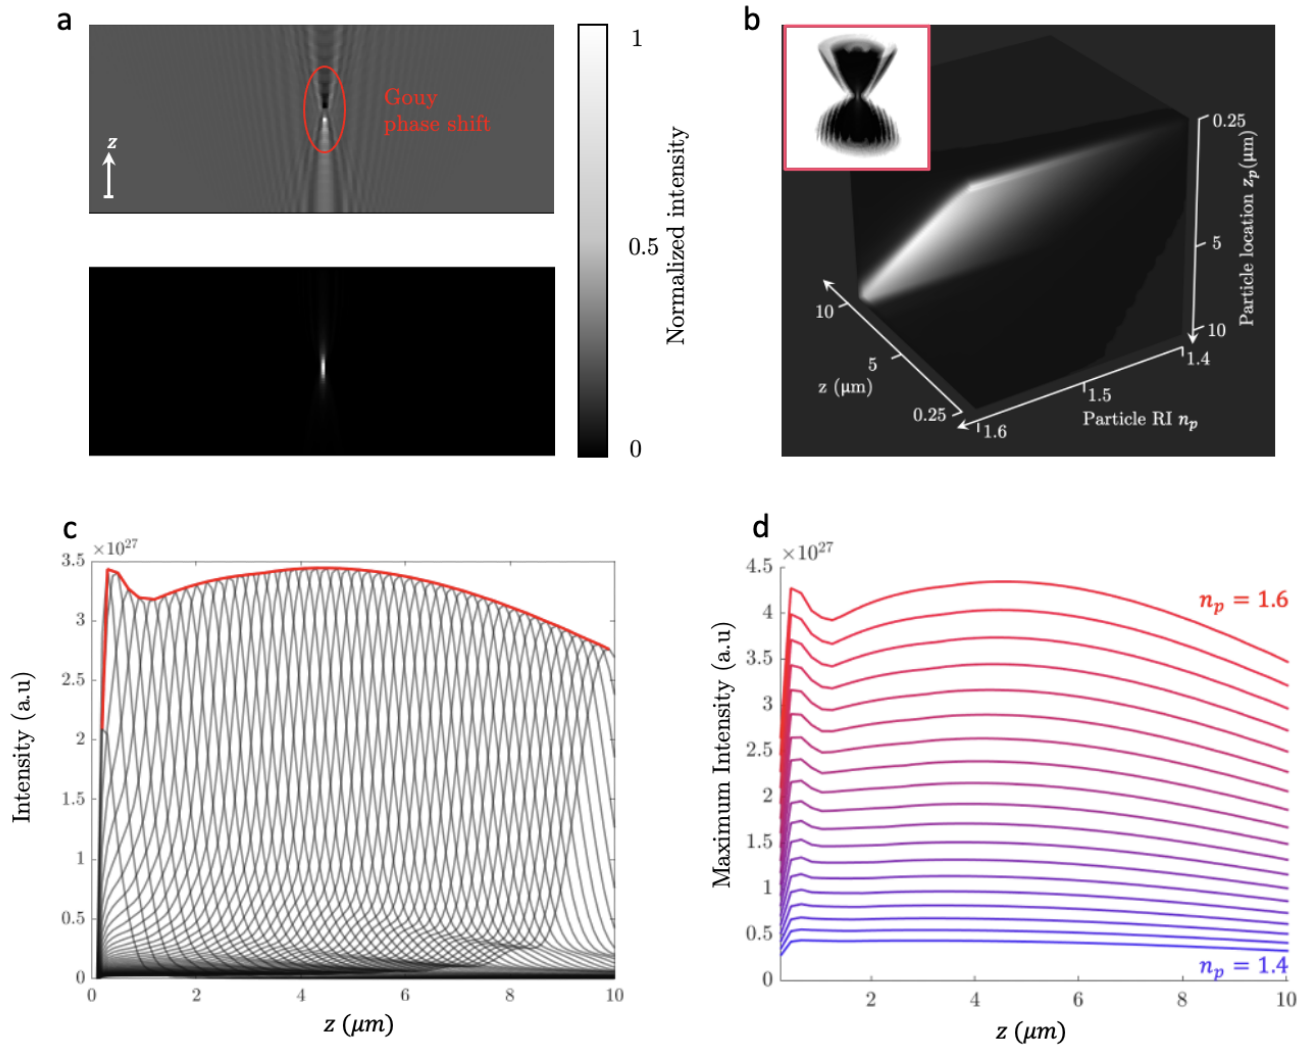 a
z
Gouy
phase shift
1
0.5
0
Normalized intensity
b
0.25
5
10
Particle location z_p(μm)
10
5
0.25
z (μm)
1.4
1.5
1.6
Particle RI n_p
c
×10²⁷
3.5
3
2.5
2
1.5
1
0.5
0
Intensity (a.u)
0 2 4 6 8 10
z (μm)
d
×10²⁷
4.5
4
3.5
3
2.5
2
1.5
1
0.5
0
Maximum Intensity (a.u)
n_p = 1.6
n_p = 1.4
2 4 6 8 10
z (μm)